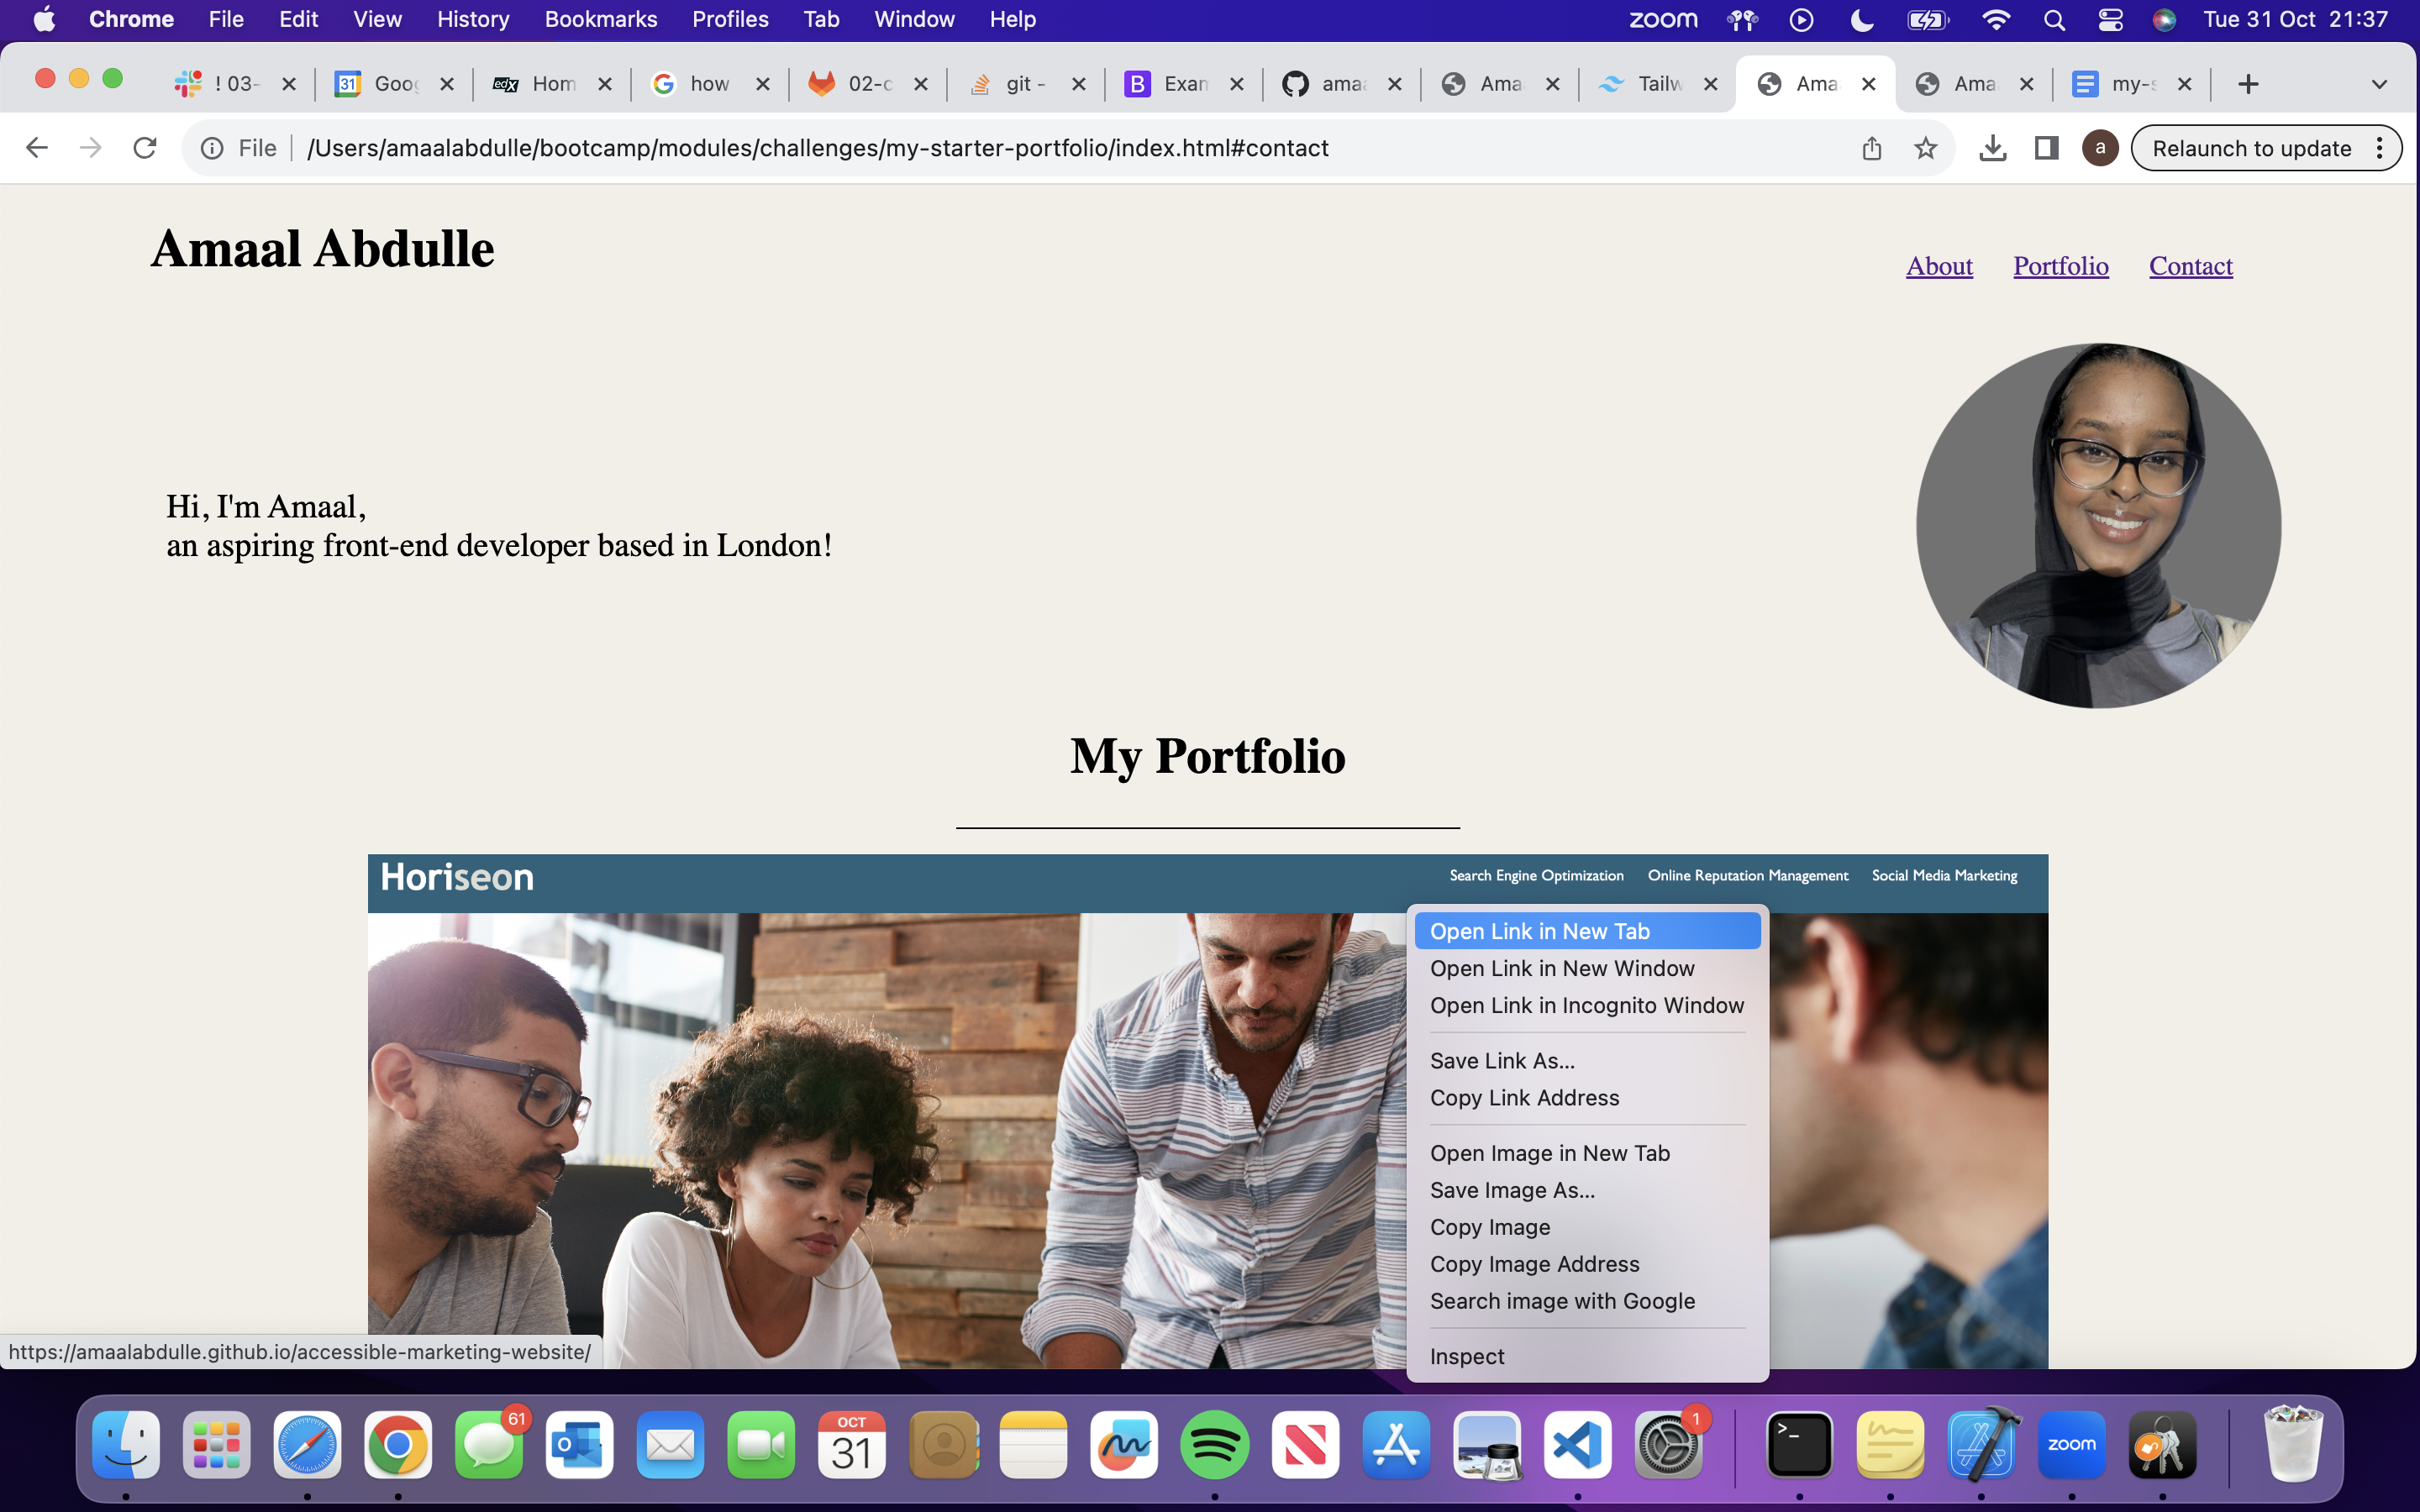 Chrome File Edit View History Bookmarks Profiles Tab Window Help zoom Tue 31 Oct 21:37
! 03- Goog edX Hom how 02-c git - B Exam ama Ama Tailw Ama Ama my-s
File /Users/amaalabdulle/bootcamp/modules/challenges/my-starter-portfolio/index.html#contact a Relaunch to update
Amaal Abdulle
About Portfolio Contact
Hi, I'm Amaal,
an aspiring front-end developer based in London!
My Portfolio
Horiseon Search Engine Optimization Online Reputation Management Social Media Marketing
Open Link in New Tab
Open Link in New Window
Open Link in Incognito Window
Save Link As...
Copy Link Address
Open Image in New Tab
Save Image As...
Copy Image
Copy Image Address
Search image with Google
Inspect
https://amaalabdulle.github.io/accessible-marketing-website/
61 OCT 31 1 zoom